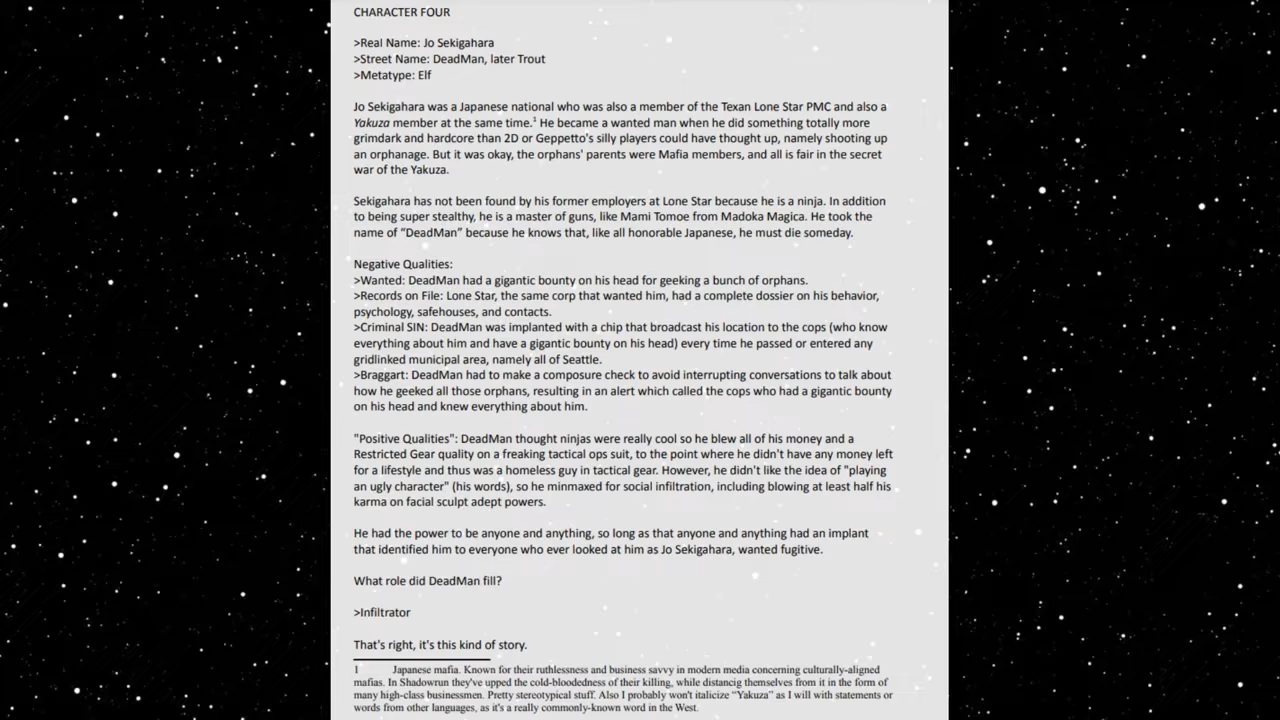 CHARACTER FOUR
>Real Name: Jo Sekigahara
>Street Name: DeadMan, later Trout
>Metatype: Elf
Jo Sekigahara was a Japanese national who was also a member of the Texan Lone Star PMC and also a
Yakuza member at the same time.1 He became a wanted man when he did something totally more
grimdark and hardcore than 2D or Geppetto's silly players could have thought up, namely shooting up
an orphanage. But it was okay, the orphans' parents were Mafia members, and all is fair in the secret
war of the Yakuza.
Sekigahara has not been found by his former employers at Lone Star because he is a ninja. In addition
to being super stealthy, he is a master of guns, like Mami Tomoe from Madoka Magica. He took the
name of “DeadMan” because he knows that, like all honorable Japanese, he must die someday.
Negative Qualities:
>Wanted: DeadMan had a gigantic bounty on his head for geeking a bunch of orphans.
>Records on File: Lone Star, the same corp that wanted him, had a complete dossier on his behavior,
psychology, safehouses, and contacts.
>Criminal SIN: DeadMan was implanted with a chip that broadcast his location to the cops (who know
everything about him and have a gigantic bounty on his head) every time he passed or entered any
gridlinked municipal area, namely all of Seattle.
>Braggart: DeadMan had to make a composure check to avoid interrupting conversations to talk about
how he geeked all those orphans, resulting in an alert which called the cops who had a gigantic bounty
on his head and knew everything about him.
"Positive Qualities": DeadMan thought ninjas were really cool so he blew all of his money and a
Restricted Gear quality on a freaking tactical ops suit, to the point where he didn't have any money left
for a lifestyle and thus was a homeless guy in tactical gear. However, he didn't like the idea of "playing
an ugly character" (his words), so he minmaxed for social infiltration, including blowing at least half his
karma on facial sculpt adept powers.
He had the power to be anyone and anything, so long as that anyone and anything had an implant
that identified him to everyone who ever looked at him as Jo Sekigahara, wanted fugitive.
What role did DeadMan fill?
>Infiltrator
That's right, it's this kind of story.
1 Japanese mafia. Known for their ruthlessness and business savvy in modern media concerning culturally-aligned
mafias. In Shadowrun they've upped the cold-bloodedness of their killing, while distancig themselves from it in the form of
many high-class businessmen. Pretty stereotypical stuff. Also I probably won't italicize “Yakuza” as I will with statements or
words from other languages, as it's a really commonly-known word in the West.